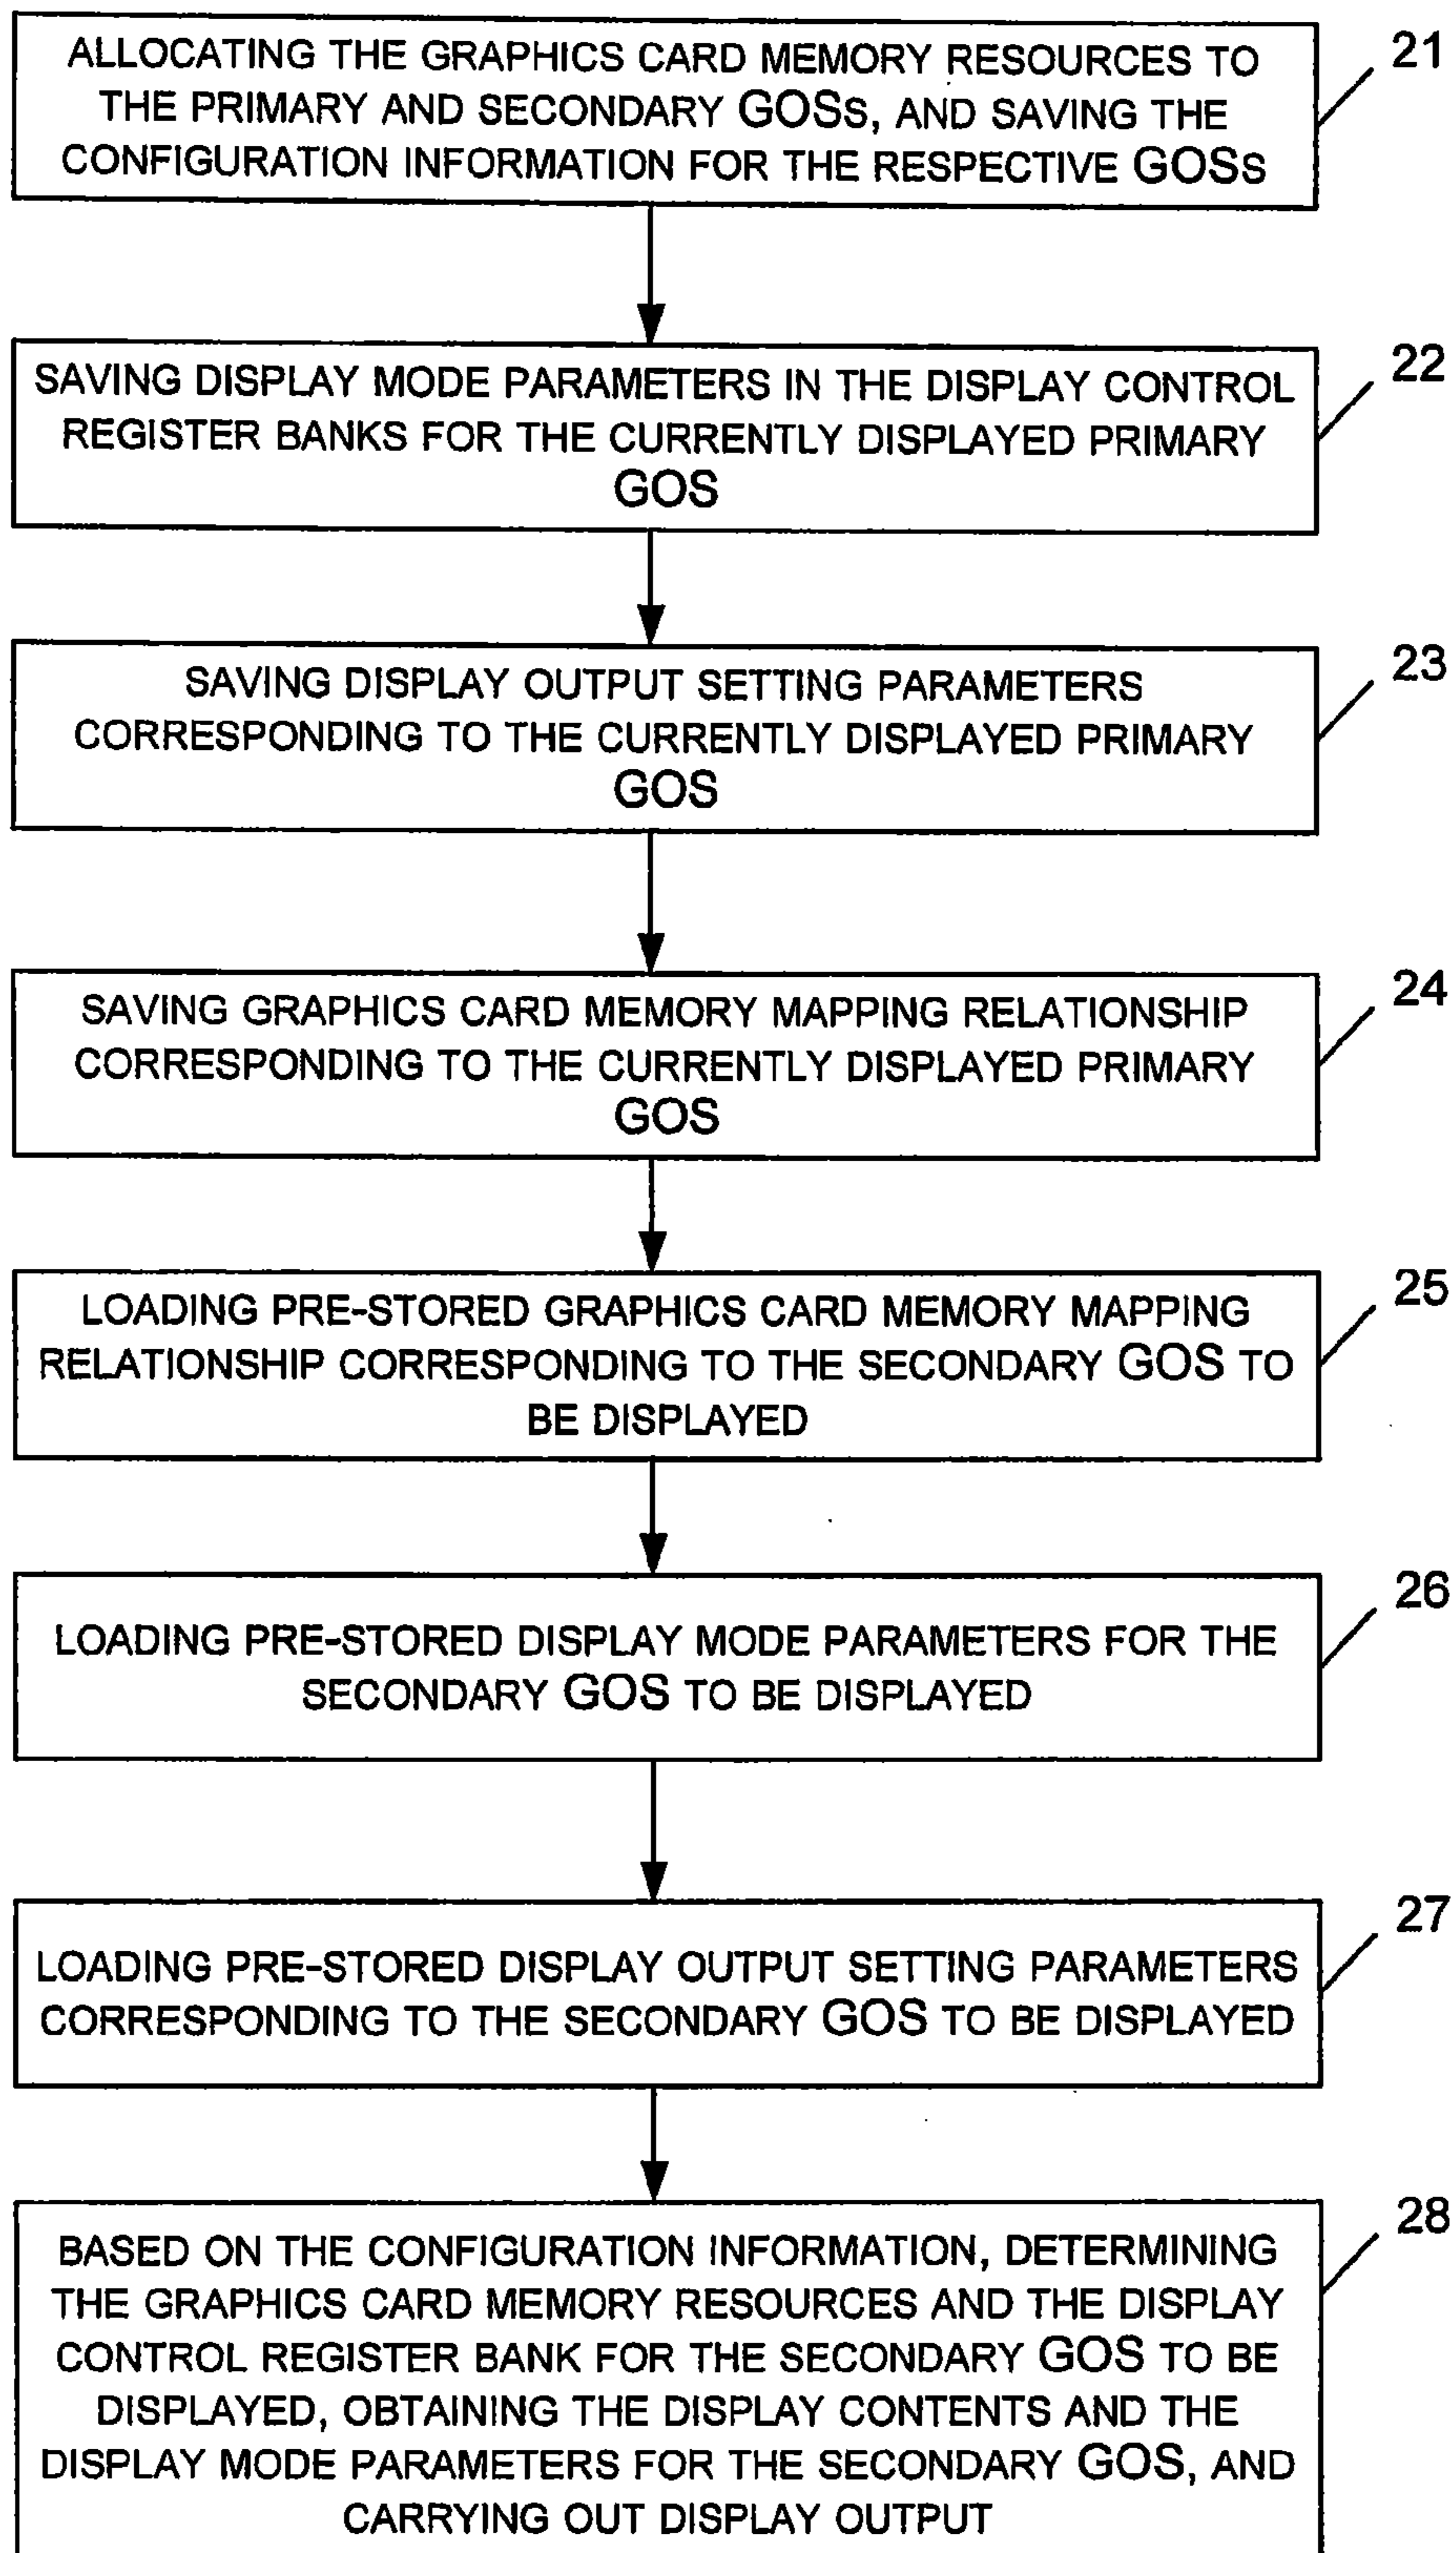 ALLOCATING THE GRAPHICS CARD MEMORY RESOURCES TO
THE PRIMARY AND SECONDARY GOSs, AND SAVING THE
CONFIGURATION INFORMATION FOR THE RESPECTIVE GOSs
21
SAVING DISPLAY MODE PARAMETERS IN THE DISPLAY CONTROL
REGISTER BANKS FOR THE CURRENTLY DISPLAYED PRIMARY
GOS
22
SAVING DISPLAY OUTPUT SETTING PARAMETERS
CORRESPONDING TO THE CURRENTLY DISPLAYED PRIMARY
GOS
23
SAVING GRAPHICS CARD MEMORY MAPPING RELATIONSHIP
CORRESPONDING TO THE CURRENTLY DISPLAYED PRIMARY
GOS
24
LOADING PRE-STORED GRAPHICS CARD MEMORY MAPPING
RELATIONSHIP CORRESPONDING TO THE SECONDARY GOS TO
BE DISPLAYED
25
LOADING PRE-STORED DISPLAY MODE PARAMETERS FOR THE
SECONDARY GOS TO BE DISPLAYED
26
LOADING PRE-STORED DISPLAY OUTPUT SETTING PARAMETERS
CORRESPONDING TO THE SECONDARY GOS TO BE DISPLAYED
27
BASED ON THE CONFIGURATION INFORMATION, DETERMINING
THE GRAPHICS CARD MEMORY RESOURCES AND THE DISPLAY
CONTROL REGISTER BANK FOR THE SECONDARY GOS TO BE
DISPLAYED, OBTAINING THE DISPLAY CONTENTS AND THE
DISPLAY MODE PARAMETERS FOR THE SECONDARY GOS, AND
CARRYING OUT DISPLAY OUTPUT
28